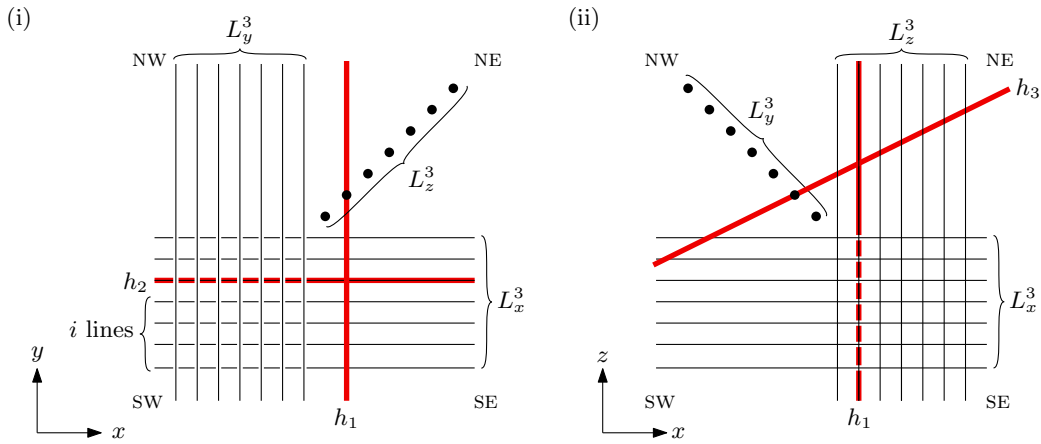 (i)
L_y^3
NW
NE
L_z^3
h_2
i lines
L_x^3
y
SW
SE
x
h_1
(ii)
L_z^3
NW
NE
h_3
L_y^3
L_x^3
z
SW
SE
x
h_1